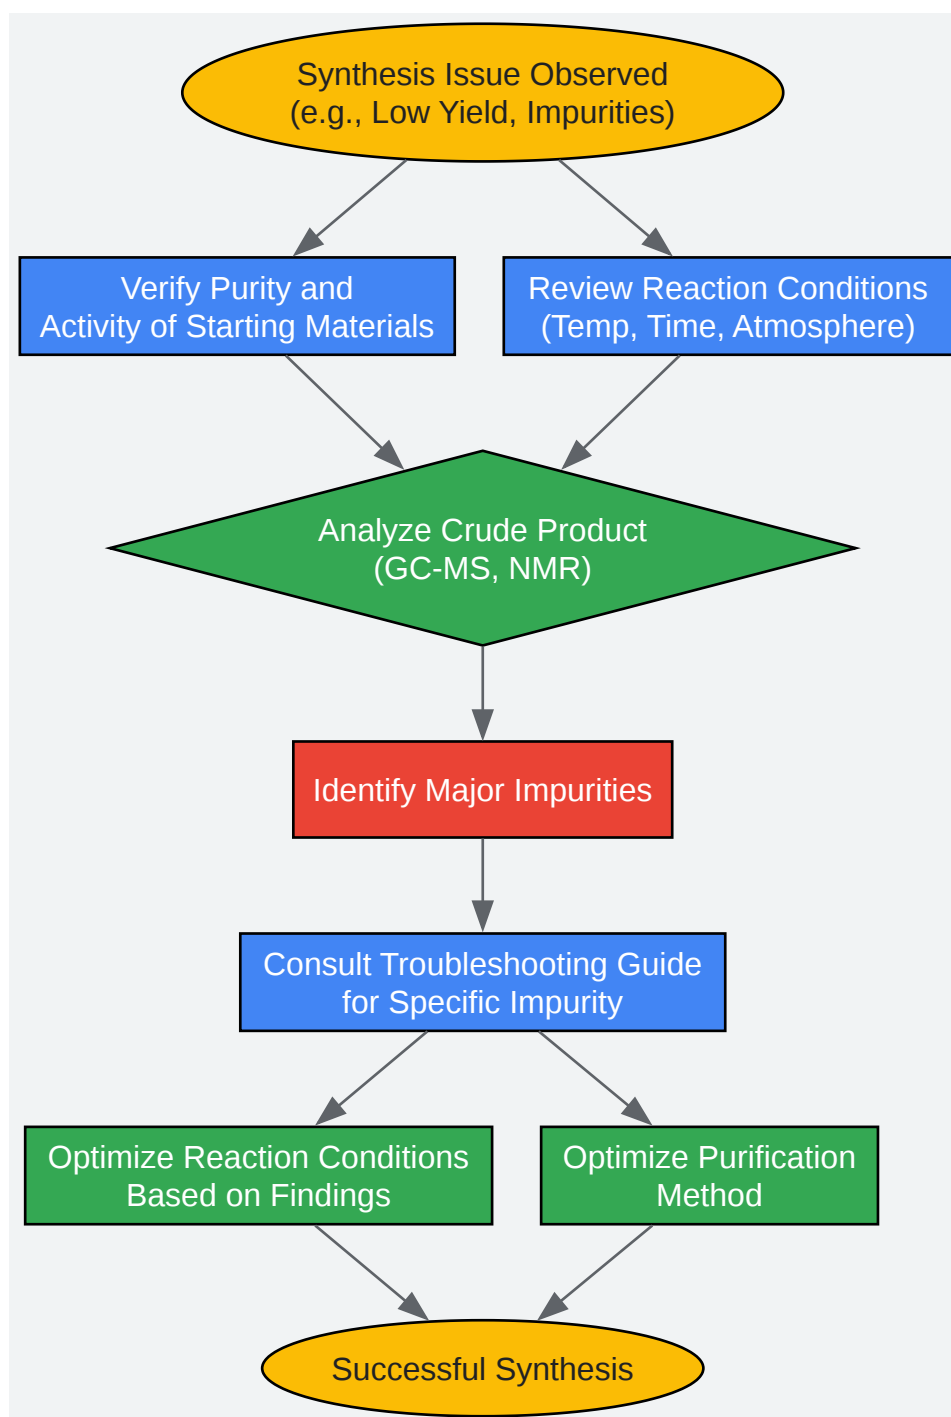 Synthesis Issue Observed
(e.g., Low Yield, Impurities)
Verify Purity and
Activity of Starting Materials
Review Reaction Conditions
(Temp, Time, Atmosphere)
Analyze Crude Product
(GC-MS, NMR)
Identify Major Impurities
Consult Troubleshooting Guide
for Specific Impurity
Optimize Reaction Conditions
Based on Findings
Optimize Purification
Method
Successful Synthesis